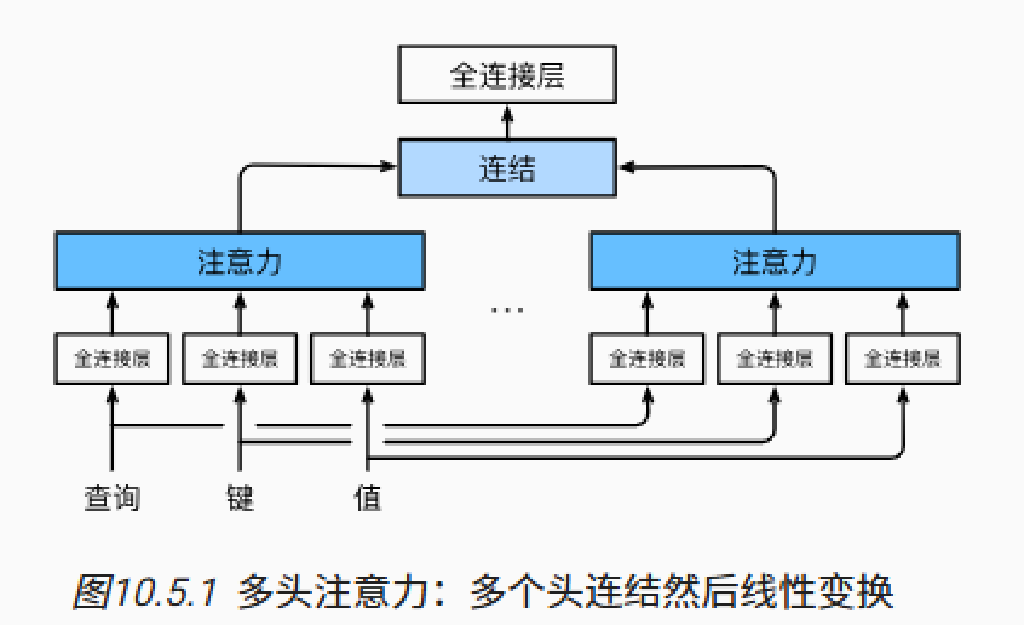 全连接层
连结
注意力 注意力
...
全连接层 全连接层 全连接层 全连接层 全连接层 全连接层
查询 键 值
图10.5.1 多头注意力：多个头连结然后线性变换